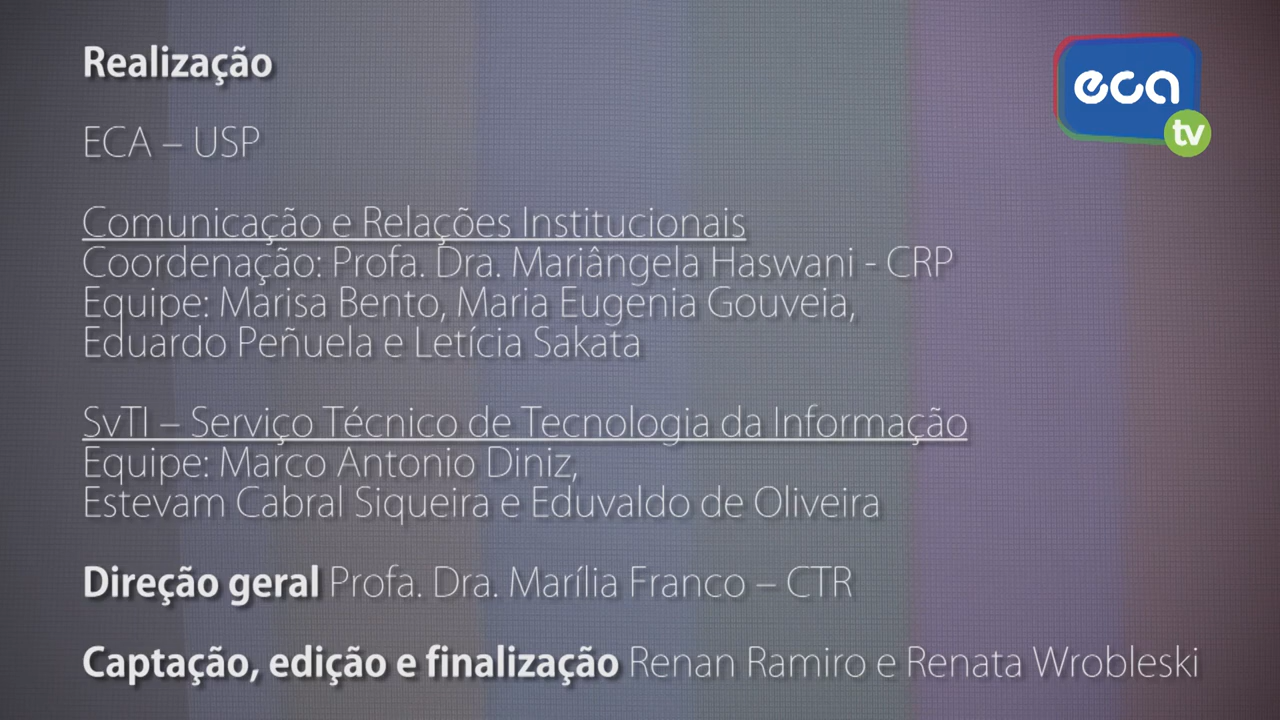 Realização
eca
tv
ECA – USP
Comunicação e Relações Institucionais
Coordenação: Profa. Dra. Mariângela Haswani - CRP
Equipe: Marisa Bento, Maria Eugenia Gouveia,
Eduardo Peñuela e Letícia Sakata
SvTI – Serviço Técnico de Tecnologia da Informação
Equipe: Marco Antonio Diniz,
Estevam Cabral Siqueira e Eduvaldo de Oliveira
Direção geral Profa. Dra. Marília Franco – CTR
Captação, edição e finalização Renan Ramiro e Renata Wrobleski